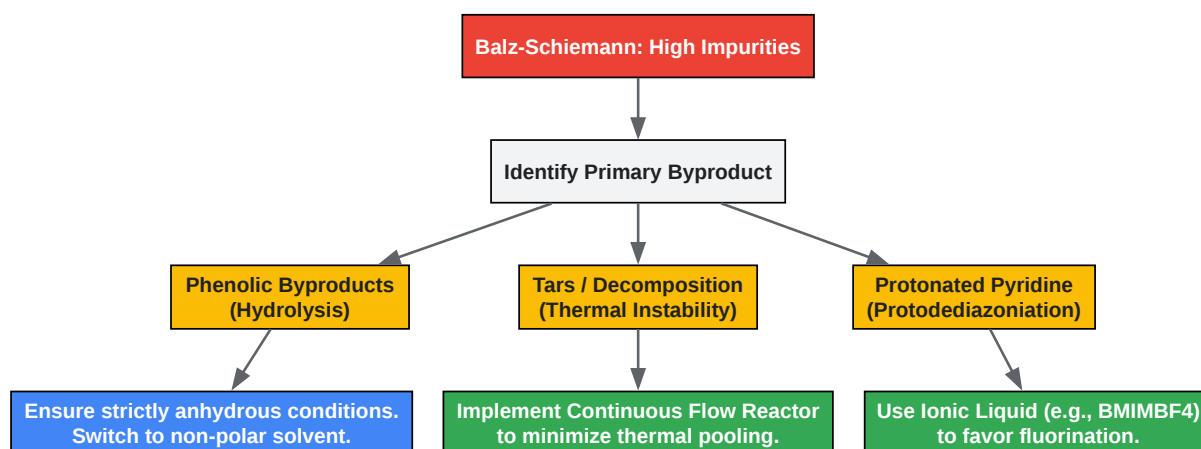 Balz-Schiemann: High Impurities
Identify Primary Byproduct
Phenolic Byproducts
(Hydrolysis)
Tars / Decomposition
(Thermal Instability)
Protonated Pyridine
(Protodediazoniation)
Ensure strictly anhydrous conditions.
Switch to non-polar solvent.
Implement Continuous Flow Reactor
to minimize thermal pooling.
Use Ionic Liquid (e.g., BMIMBF4)
to favor fluorination.